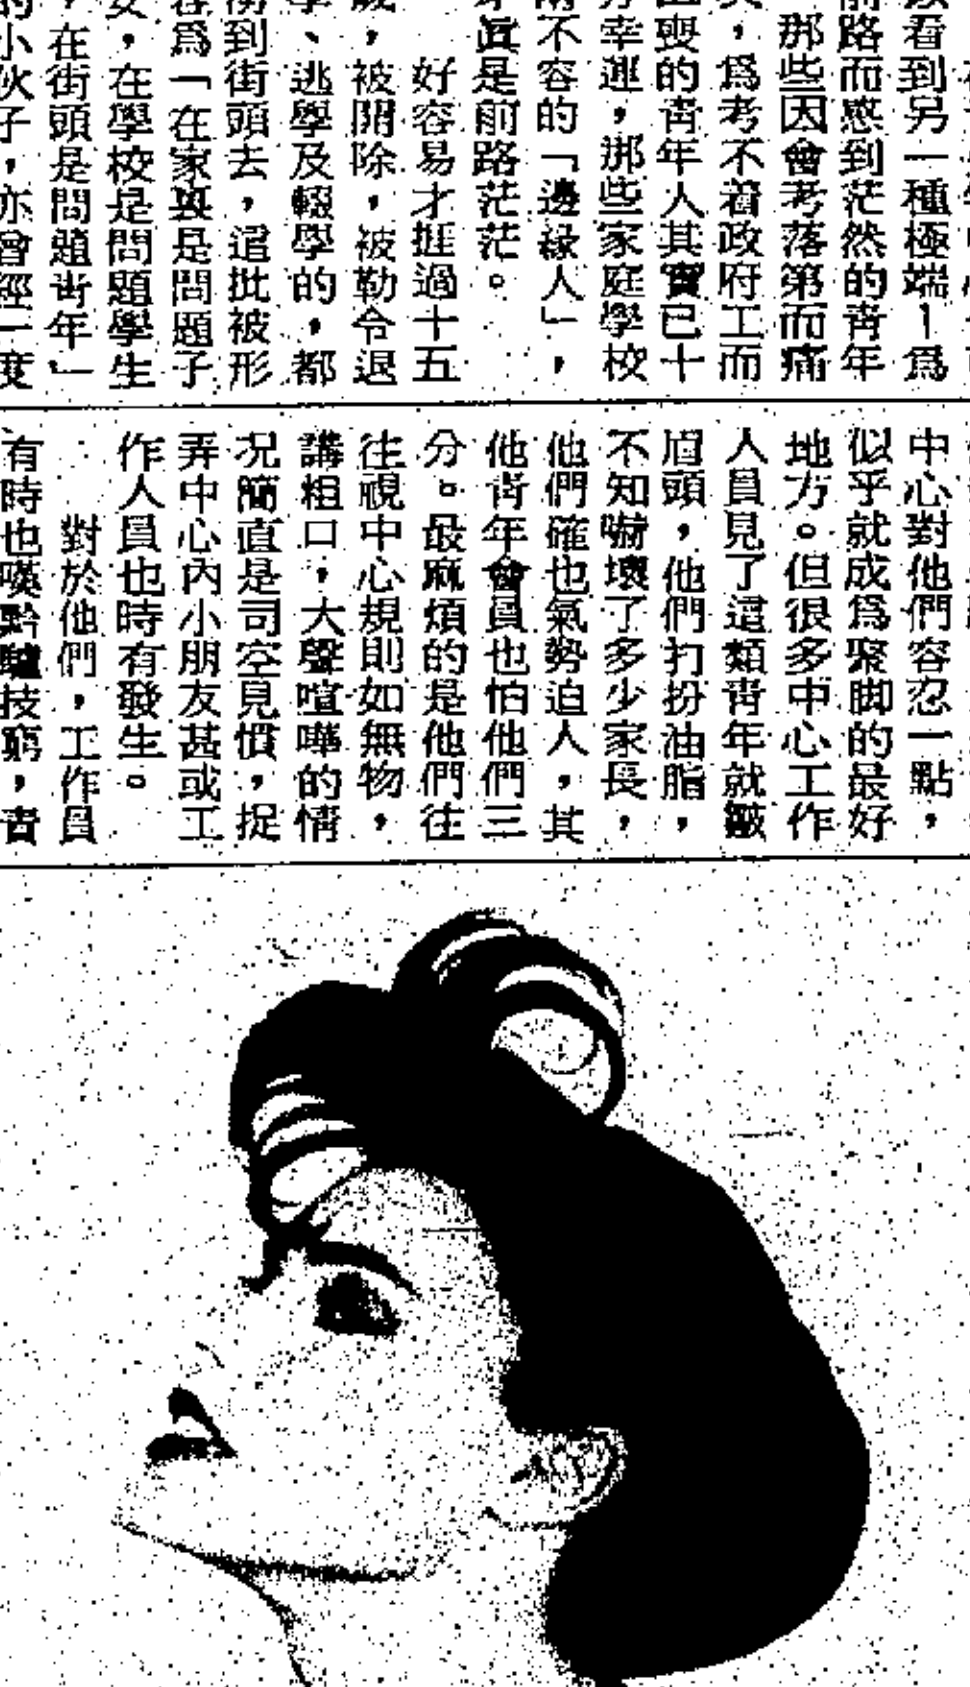 看到另一種極端—爲
前路而感到茫然的青年
那些因會考落第而痛
，爲考不着政府工而
喪的青年人其實已十
幸運，那些家庭學校
不容的「邊緣人」，
眞是前路茫茫。
好容易才捱過十五
歲，被開除，被勒令退
學、逃學及輟學的，都
湧到街頭去，這批被形
容爲「在家裏是問題子
女，在學校是問題學生
，在街頭是問題青年」
的小伙子，亦曾經一度
中心對他們容忍一點，
似乎就成爲聚脚的最好
地方。但很多中心工作
人員見了這類青年就皺
眉頭，他們打扮油脂，
不知嚇壞了多少家長，
他們確也氣勢迫人，其
他青年會員也怕他們三
分。最麻煩的是他們往
往視中心規則如無物，
講粗口，大聲喧嘩的情
况簡直是司空見慣，捉
弄中心內小朋友甚或工
作人員也時有發生。
對於他們，工作員
有時也嘆黔驢技窮，責